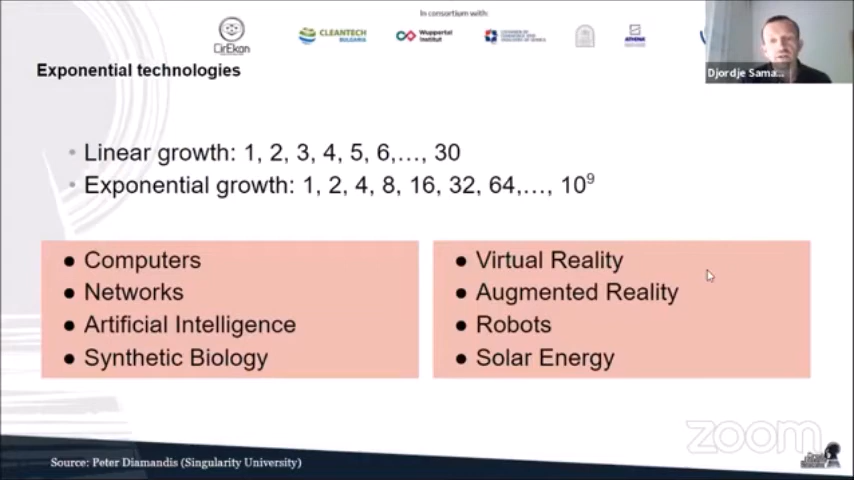 In consortium with:
CirEkon
CLEANTECH
BULGARIA
Wuppertal
Institut
ATHENA
Djordje Sama...
Exponential technologies
• Linear growth: 1, 2, 3, 4, 5, 6,…, 30
• Exponential growth: 1, 2, 4, 8, 16, 32, 64,…, 10⁹
● Computers
● Networks
● Artificial Intelligence
● Synthetic Biology
● Virtual Reality
● Augmented Reality
● Robots
● Solar Energy
zoom
Source: Peter Diamandis (Singularity University)